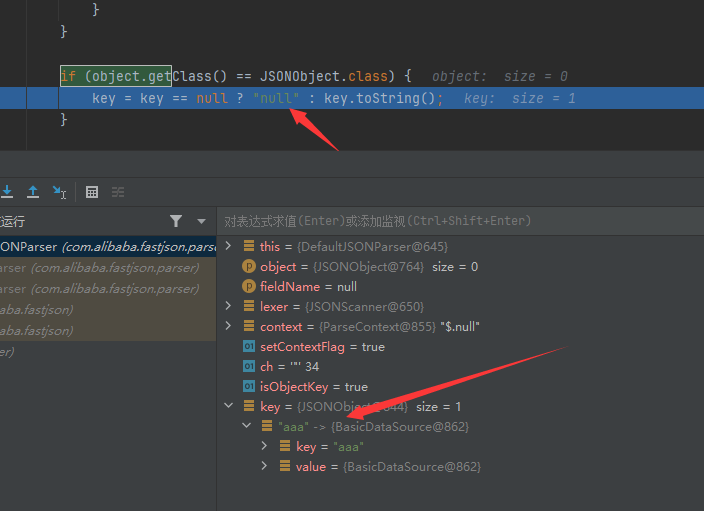 }
}
if (object.getClass() == JSONObject.class) { object: size = 0
key = key == null ? "null" : key.toString(); key: size = 1
}
运行
对表达式求值(Enter)或添加监视(Ctrl+Shift+Enter)
ONParser (com.alibaba.fastjson.parse
arser (com.alibaba.fastjson.parser)
arser (com.alibaba.fastjson.parser)
aba.fastjson)
aba.fastjson)
er)
this = {DefaultJSONParser@645}
object = {JSONObject@764} size = 0
fieldName = null
lexer = {JSONScanner@650}
context = {ParseContext@855} "$.null"
setContextFlag = true
ch = '"' 34
isObjectKey = true
key = {JSONObject@844} size = 1
"aaa" -> {BasicDataSource@862}
key = "aaa"
value = {BasicDataSource@862}